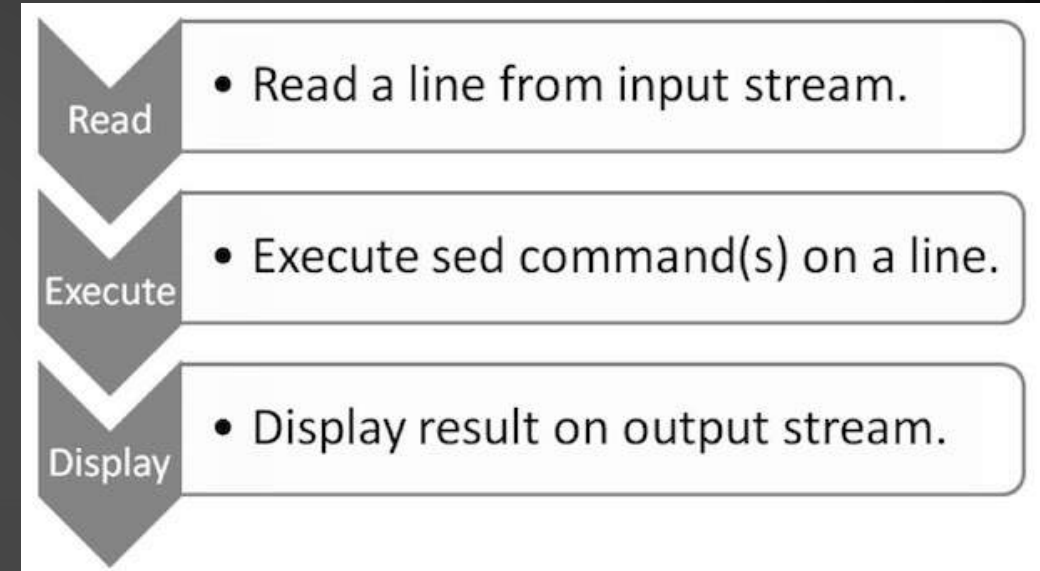 Read
• Read a line from input stream.
Execute
• Execute sed command(s) on a line.
Display
• Display result on output stream.